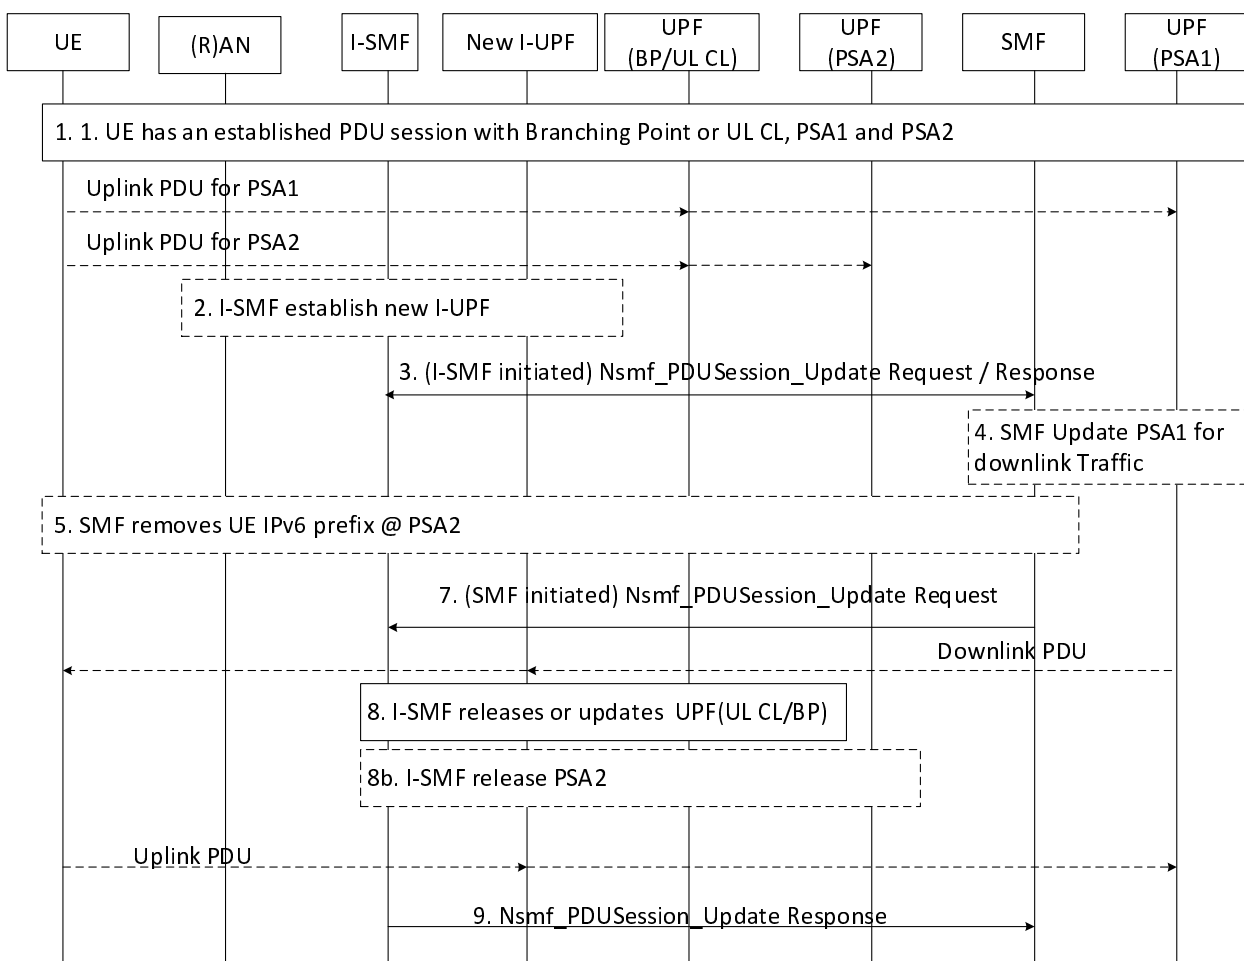 UE
(R)AN
I-SMF
New I-UPF
UPF
(BP/UL CL)
UPF
(PSA2)
SMF
UPF
(PSA1)
1. 1. UE has an established PDU session with Branching Point or UL CL, PSA1 and PSA2
Uplink PDU for PSA1
Uplink PDU for PSA2
2. I-SMF establish new I-UPF
3. (I-SMF initiated) Nsmf_PDUSession_Update Request / Response
4. SMF Update PSA1 for
downlink Traffic
5. SMF removes UE IPv6 prefix @ PSA2
7. (SMF initiated) Nsmf_PDUSession_Update Request
Downlink PDU
8. I-SMF releases or updates UPF(UL CL/BP)
8b. I-SMF release PSA2
Uplink PDU
9. Nsmf_PDUSession_Update Response